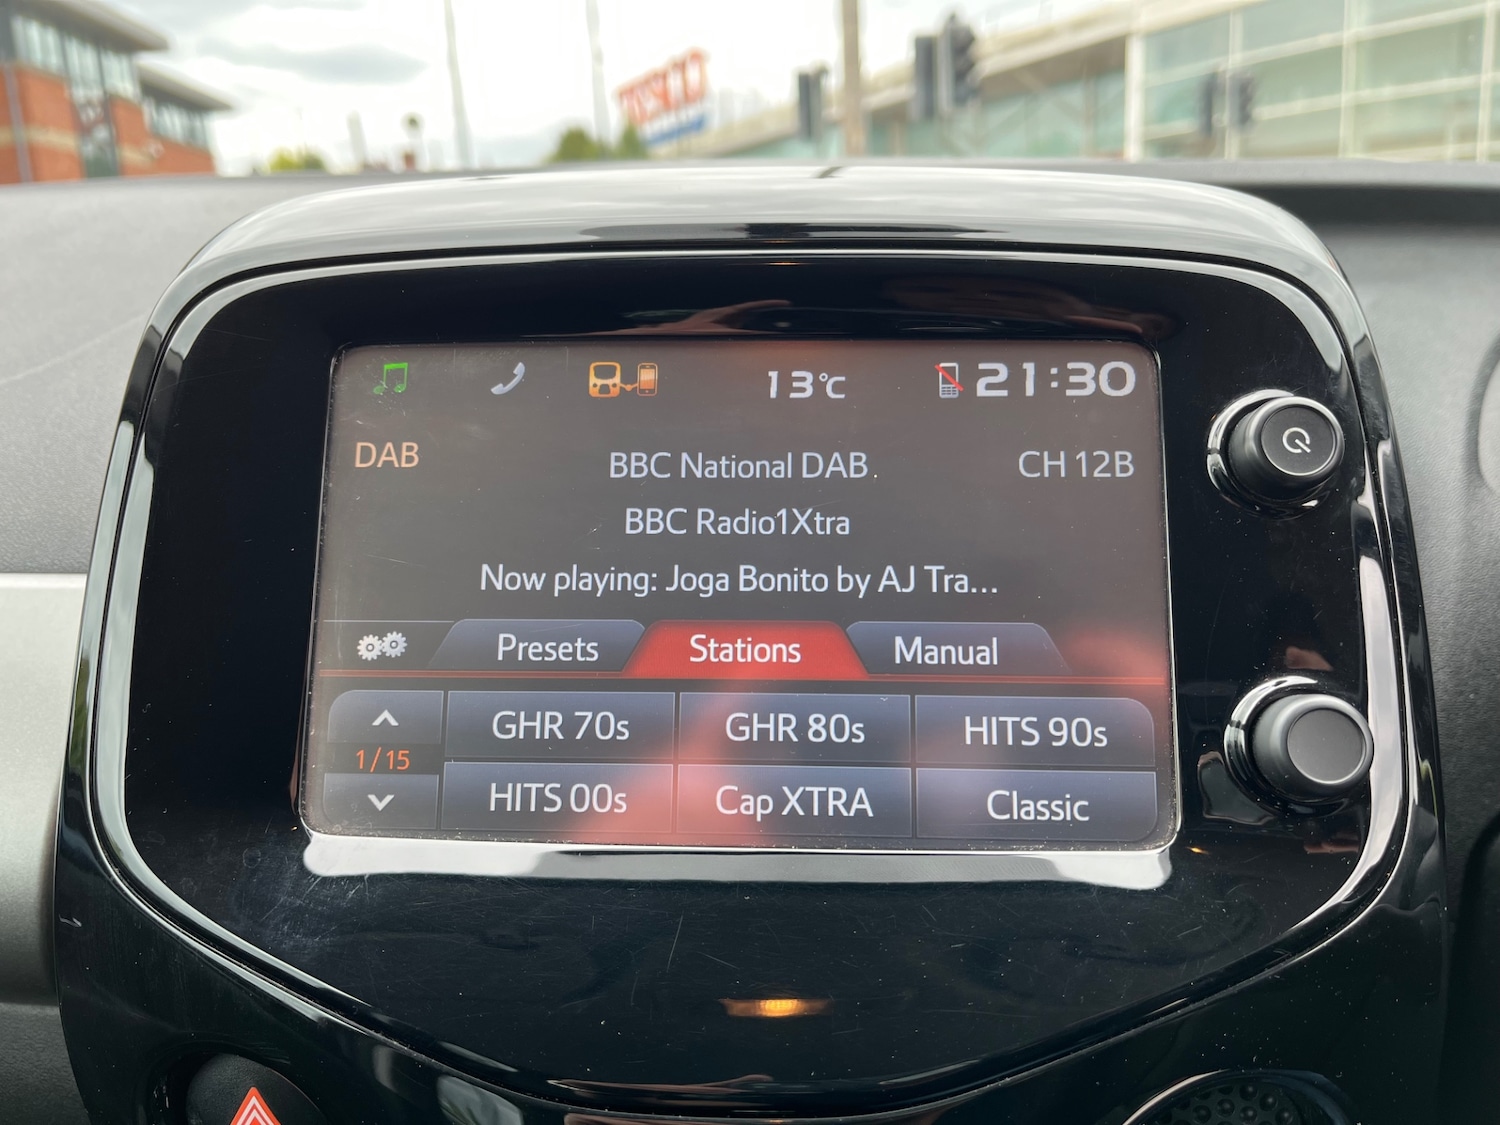 TESCO
13°C
21:30
DAB
BBC National DAB
CH 12B
BBC Radio1Xtra
Now playing: Joga Bonito by AJ Tra...
Presets
Stations
Manual
1/15
GHR 70s
GHR 80s
HITS 90s
HITS 00s
Cap XTRA
Classic